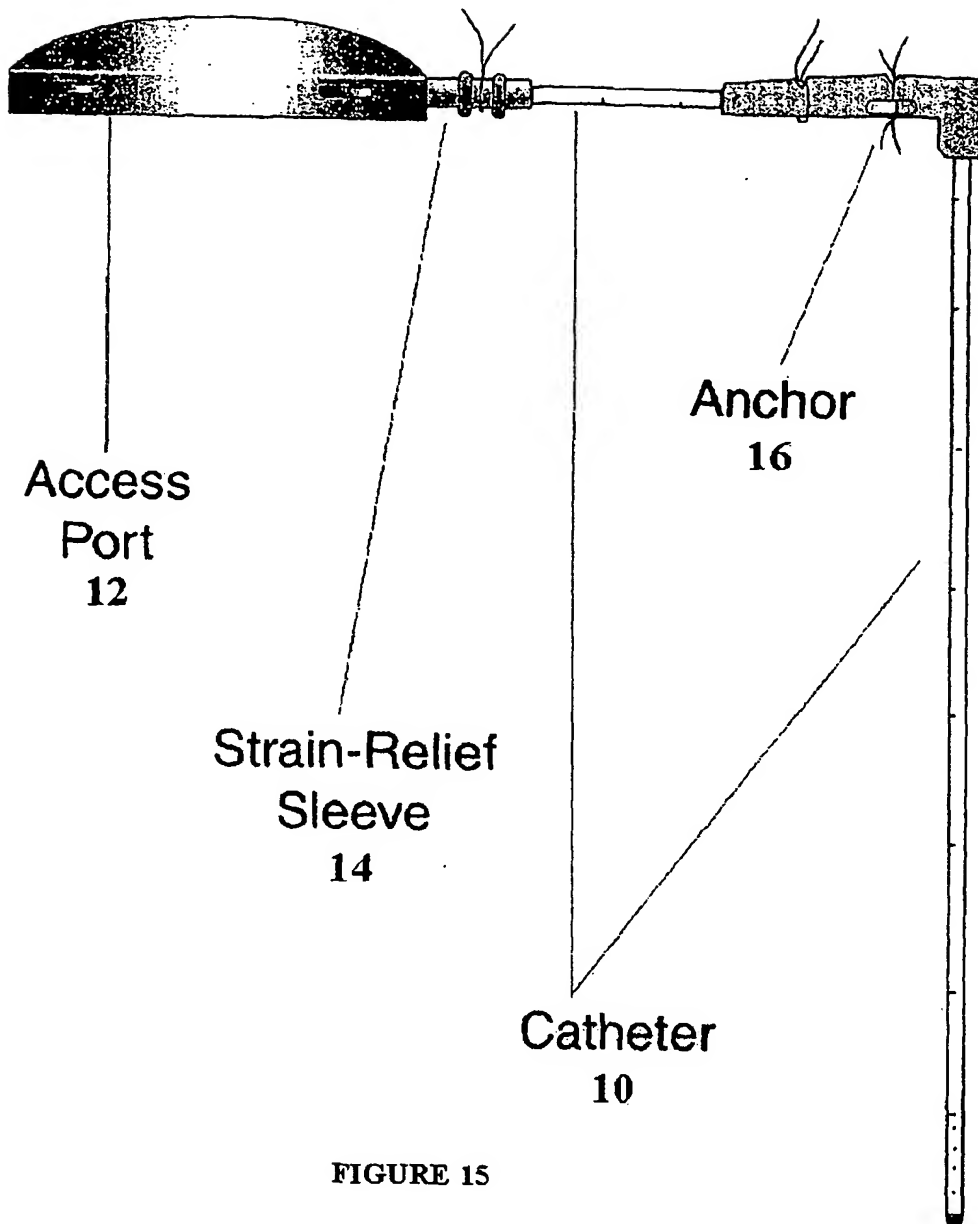 Anchor
16
Access
Port
12
Strain-Relief
Sleeve
14
Catheter
10
FIGURE 15